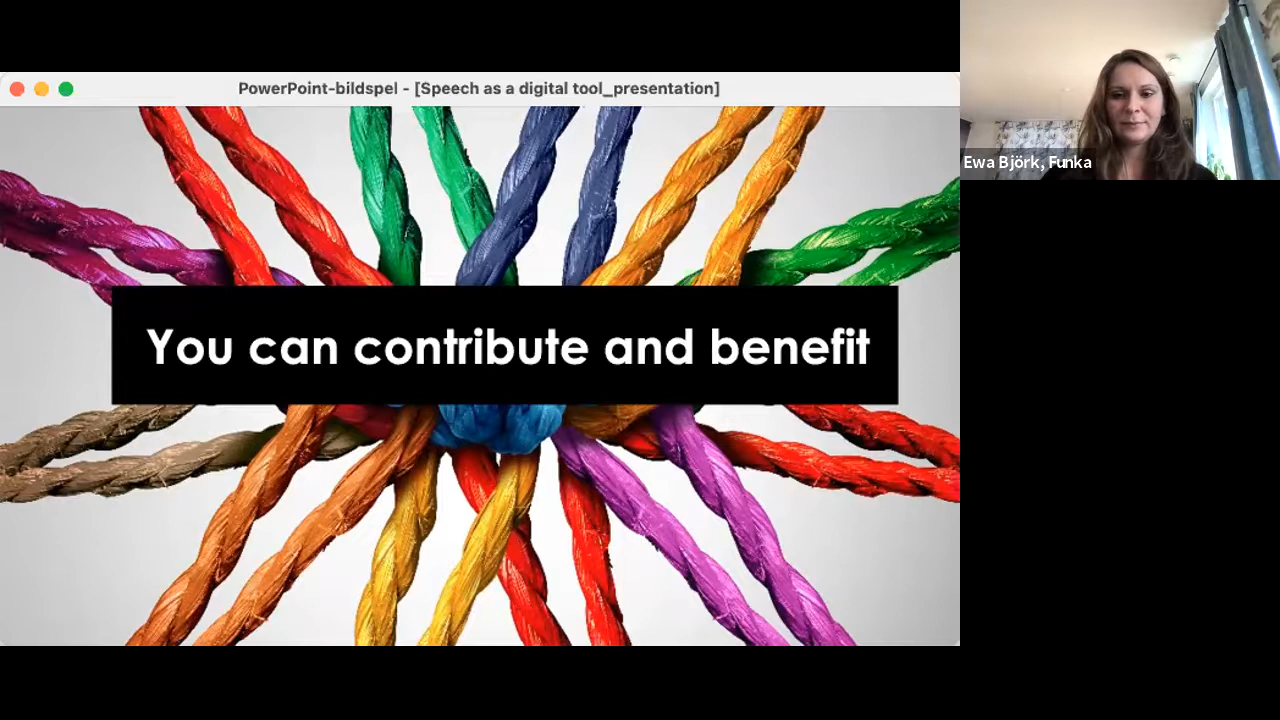 PowerPoint-bildspel - [Speech as a digital tool_presentation]
Ewa Björk, Funka
You can contribute and benefit